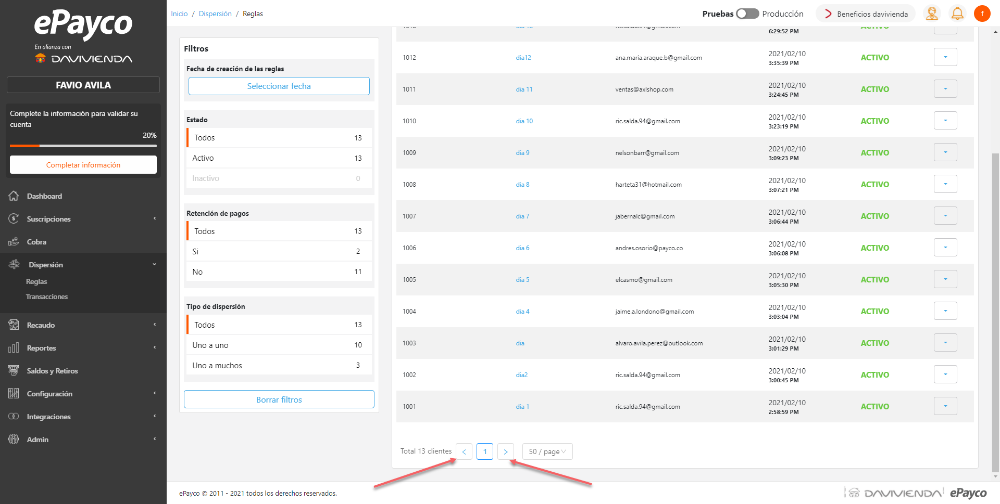 ePayco
En alianza con
DAVIVIENDA
FAVIO AVILA
Complete la información para validar su
cuenta
20%
Completar información
Dashboard
Suscripciones
Cobra
Dispersión
Reglas
Transacciones
Recaudo
Reportes
Saldos y Retiros
Configuración
Integraciones
Admin
Inicio / Dispersión / Reglas
Pruebas Producción
Beneficios davivienda
f
Filtros
Fecha de creación de las reglas
Seleccionar fecha
Estado
Todos 13
Activo 13
Inactivo 0
Retención de pagos
Todos 13
Si 2
No 11
Tipo de dispersión
Todos 13
Uno a uno 10
Uno a muchos 3
Borrar filtros
6:29:52 PM
1012 dia12 ana.maria.araque.b@gmail.com 2021/02/10 ACTIVO
3:35:39 PM
1011 dia 11 ventas@axlshop.com 2021/02/10 ACTIVO
3:24:45 PM
1010 dia 10 ric.salda.94@gmail.com 2021/02/10 ACTIVO
3:23:19 PM
1009 dia 9 nelsonbarr@gmail.com 2021/02/10 ACTIVO
3:09:23 PM
1008 dia 8 harteta31@hotmail.com 2021/02/10 ACTIVO
3:07:21 PM
1007 dia 7 jabernalc@gmail.com 2021/02/10 ACTIVO
3:06:44 PM
1006 dia 6 andres.osorio@payco.co 2021/02/10 ACTIVO
3:06:08 PM
1005 dia 5 elcasmo@gmail.com 2021/02/10 ACTIVO
3:05:30 PM
1004 dia 4 jaime.a.londono@gmail.com 2021/02/10 ACTIVO
3:03:04 PM
1003 dia alvaro.avila.perez@outlook.com 2021/02/10 ACTIVO
3:01:29 PM
1002 dia2 ric.salda.94@gmail.com 2021/02/10 ACTIVO
3:00:45 PM
1001 dia 1 ric.salda.94@gmail.com 2021/02/10 ACTIVO
2:58:59 PM
Total 13 clientes < 1 > 50 / page
ePayco © 2011 - 2021 todos los derechos reservados.
DAVIVIENDA ePayco